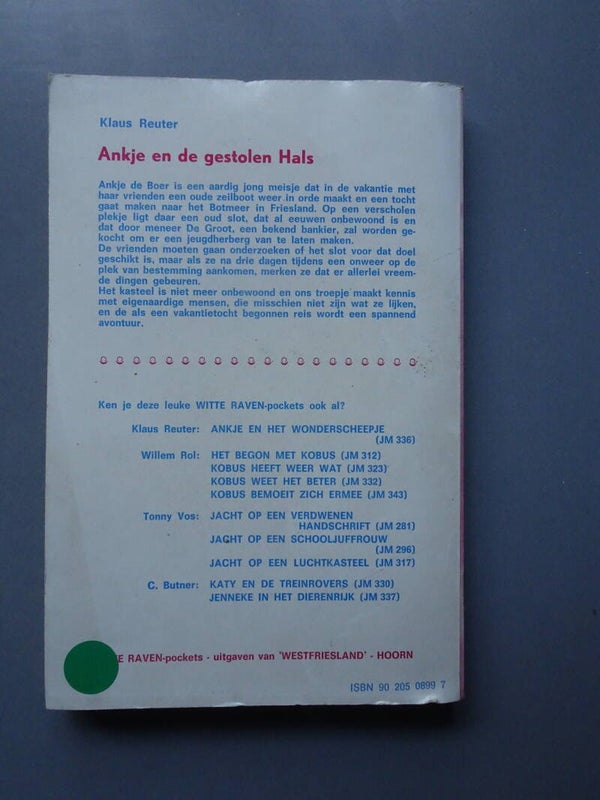 Klaus Reuter
Ankje en de gestolen Hals
Ankje de Boer is een aardig jong meisje dat in de vakantie met
haar vrienden een oude zeilboot weer in orde maakt en een tocht
gaat maken naar het Botmeer in Friesland. Op een verscholen
plekje ligt daar een oud slot, dat al eeuwen onbewoond is en
dat door meneer De Groot, een bekend bankier, zal worden ge-
kocht om er een jeugdherberg van te laten maken.
De vrienden moeten gaan onderzoeken of het slot voor dat doel
geschikt is, maar als ze na drie dagen tijdens een onweer op de
plek van bestemming aankomen, merken ze dat er allerlei vreem-
de dingen gebeuren.
Het kasteel is niet meer onbewoond en ons troepje maakt kennis
met eigenaardige mensen, die misschien niet zijn wat ze lijken,
en de als een vakantietocht begonnen reis wordt een spannend
avontuur.
Ken je deze leuke WITTE RAVEN-pockets ook al?
Klaus Reuter: ANKJE EN HET WONDERSCHEEPJE
(JM 336)
Willem Rol: HET BEGON MET KOBUS (JM 312)
KOBUS HEEFT WEER WAT (JM 323)
KOBUS WEET HET BETER (JM 332)
KOBUS BEMOEIT ZICH ERMEE (JM 343)
Tonny Vos: JACHT OP EEN VERDWENEN
HANDSCHRIFT (JM 281)
JACHT OP EEN SCHOOLJUFFROUW
(JM 296)
JACHT OP EEN LUCHTKASTEEL (JM 317)
C. Butner: KATY EN DE TREINROVERS (JM 330)
JENNEKE IN HET DIERENRIJK (JM 337)
TE RAVEN-pockets - uitgaven van 'WESTFRIESLAND' - HOORN
ISBN 90 205 0899 7